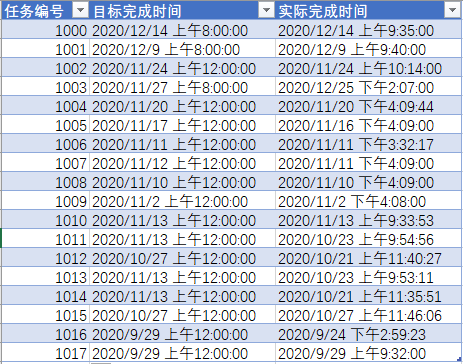 任务编号 目标完成时间 实际完成时间
1000 2020/12/14 上午8:00:00 2020/12/14 上午9:35:00
1001 2020/12/9 上午8:00:00 2020/12/9 上午9:40:00
1002 2020/11/24 上午12:00:00 2020/11/24 上午10:14:00
1003 2020/11/27 上午8:00:00 2020/12/25 下午2:07:00
1004 2020/11/20 上午12:00:00 2020/11/20 下午4:09:44
1005 2020/11/17 上午12:00:00 2020/11/16 下午4:09:00
1006 2020/11/11 上午12:00:00 2020/11/11 下午3:32:17
1007 2020/11/12 上午12:00:00 2020/11/11 下午4:09:00
1008 2020/11/10 上午12:00:00 2020/11/10 下午4:09:00
1009 2020/11/2 上午12:00:00 2020/11/2 下午4:08:00
1010 2020/11/13 上午12:00:00 2020/11/13 上午9:33:53
1011 2020/11/13 上午12:00:00 2020/10/23 上午9:54:56
1012 2020/10/27 上午12:00:00 2020/10/21 上午11:40:27
1013 2020/11/13 上午12:00:00 2020/10/23 上午9:53:11
1014 2020/11/13 上午12:00:00 2020/10/21 上午11:35:51
1015 2020/10/27 上午12:00:00 2020/10/27 上午11:46:06
1016 2020/9/29 上午12:00:00 2020/9/24 下午2:59:23
1017 2020/9/29 上午12:00:00 2020/9/29 上午9:32:00